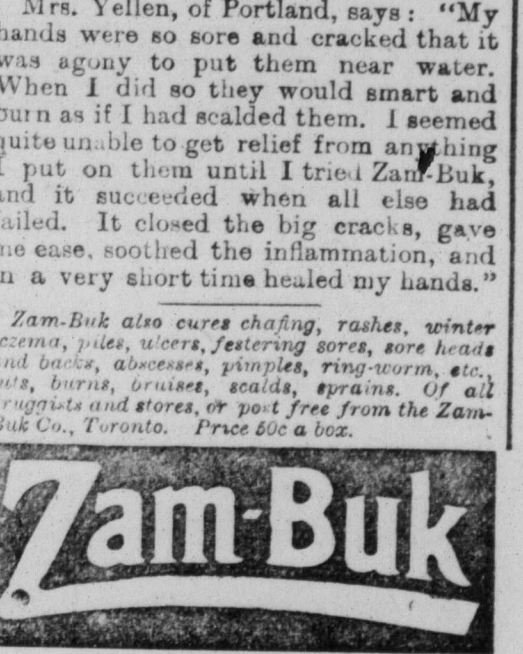 Mrs. Yellen, of Portland, says: "My
hands were so sore and cracked that it
was agony to put them near water.
When I did so they would smart and
burn as if I had scalded them. I seemed
quite unable to get relief from anything
I put on them until I tried Zam-Buk,
and it succeeded when all else had
failed. It closed the big cracks, gave
me ease, soothed the inflammation, and
in a very short time healed my hands."
Zam-Buk also cures chafing, rashes, winter
eczema, piles, ulcers, festering sores, sore heads
and backs, abscesses, pimples, ring-worm, etc.,
cuts, burns, bruises, scalds, sprains. Of all
druggists and stores, or post free from the Zam-
Buk Co., Toronto. Price 50c a box.
Zam-Buk